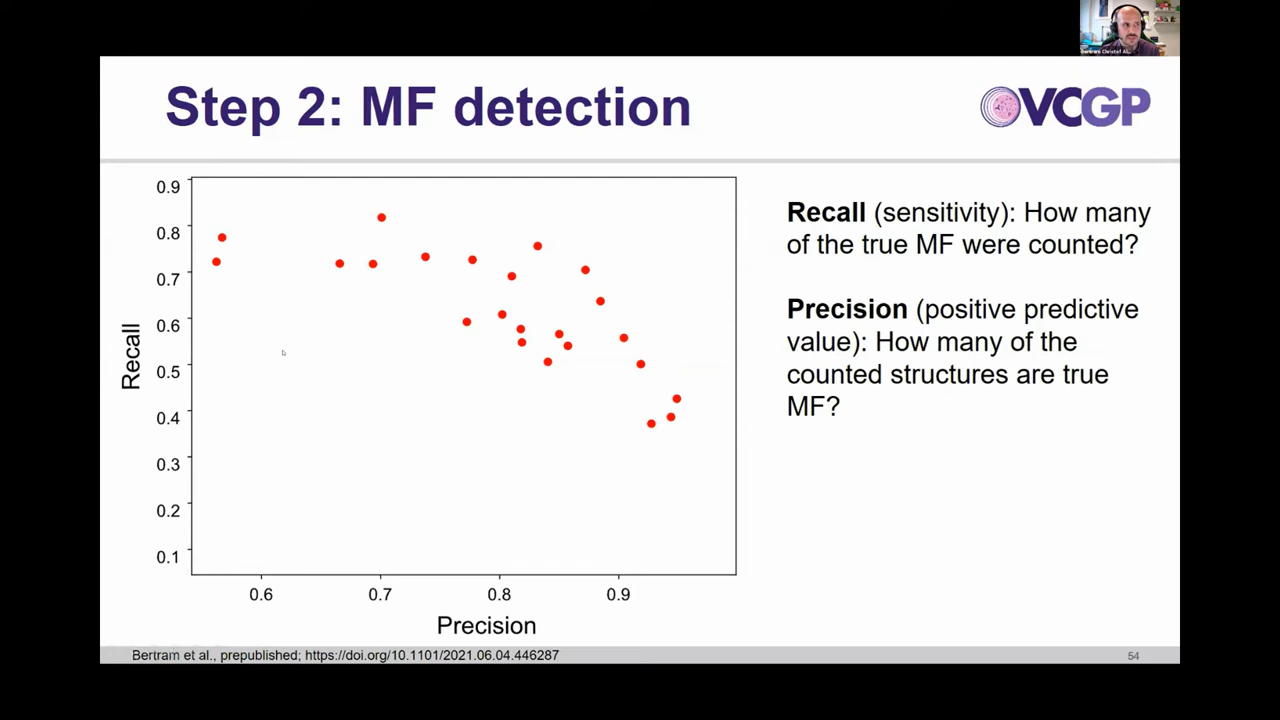 Bertram Christof Al...
Step 2: MF detection
VCGP
0.9
0.8
0.7
0.6
0.5
0.4
0.3
0.2
0.1
Recall
0.6
0.7
0.8
0.9
Precision
Recall (sensitivity): How many
of the true MF were counted?
Precision (positive predictive
value): How many of the
counted structures are true
MF?
Bertram et al., prepublished; https://doi.org/10.1101/2021.06.04.446287
54